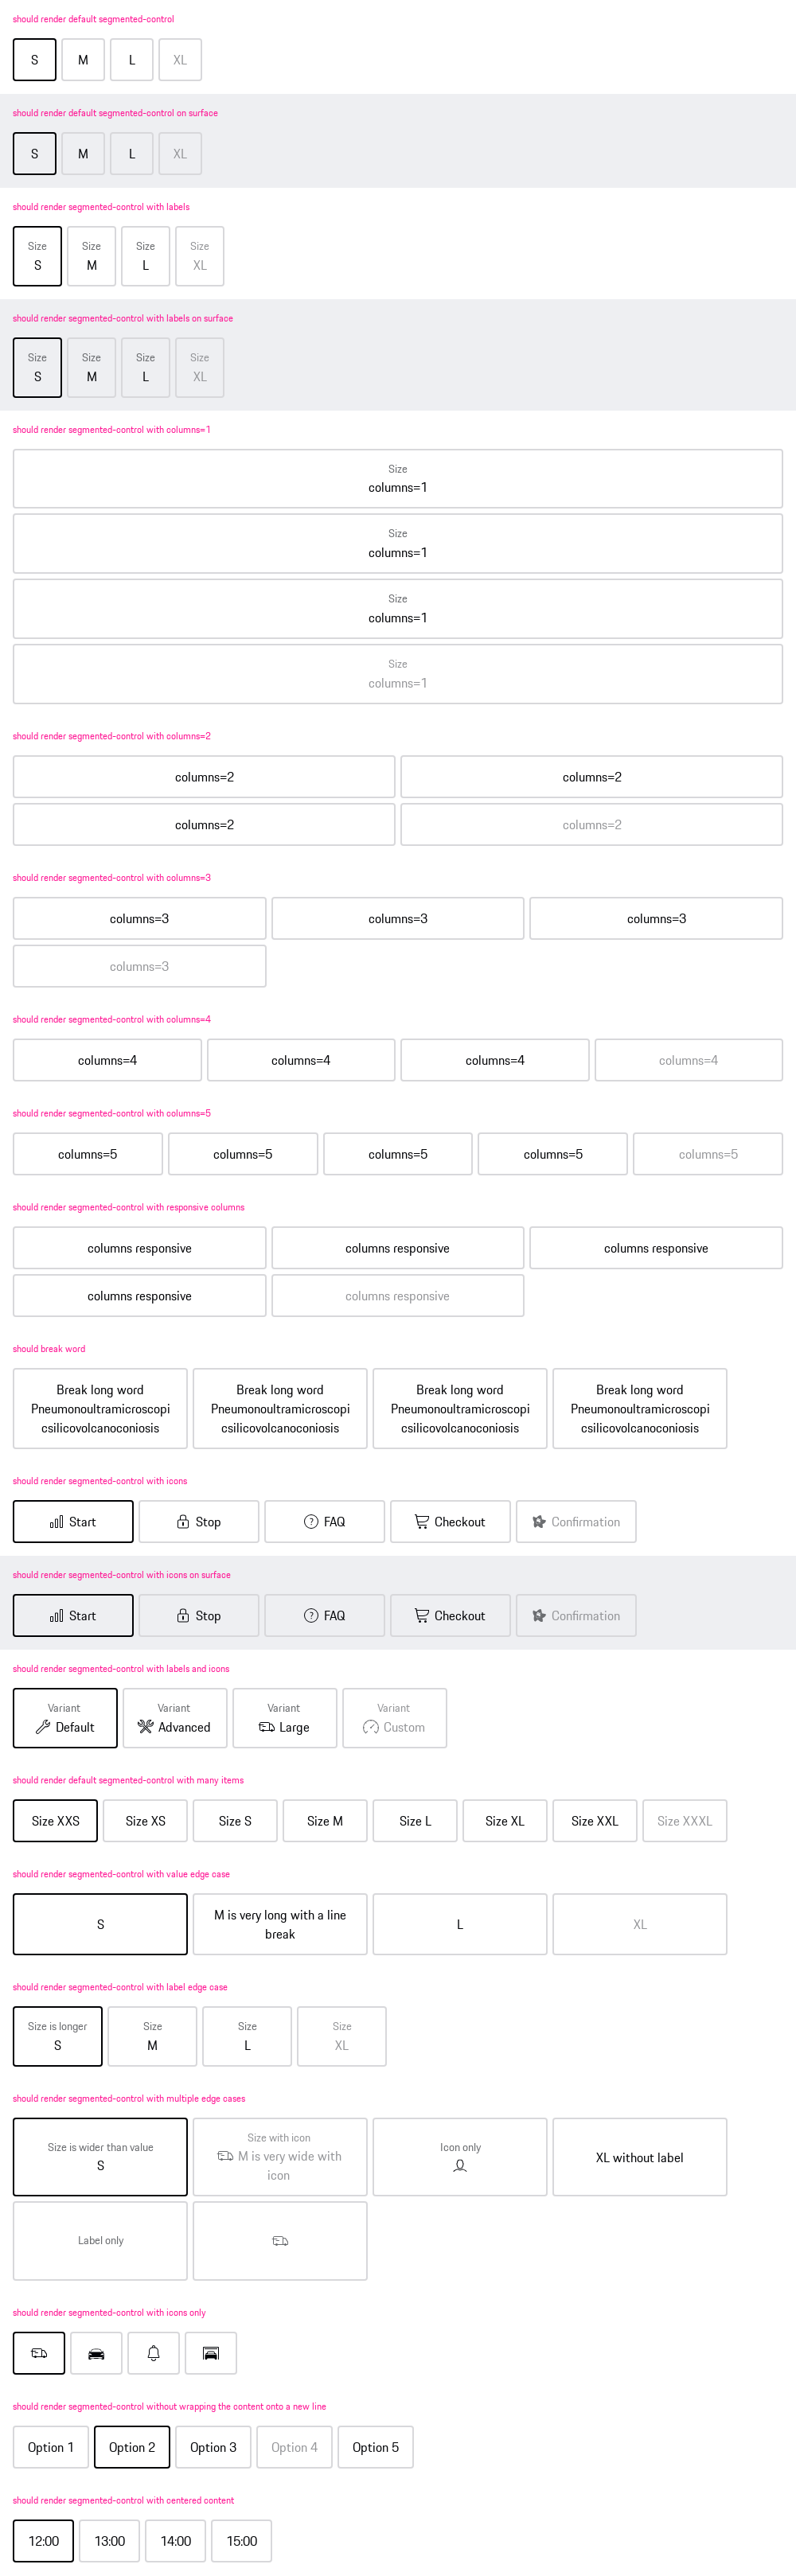 should render default segmented-control
S M L XL
should render default segmented-control on surface
S M L XL
should render segmented-control with labels
Size Size Size Size
S M L XL
should render segmented-control with labels on surface
Size Size Size Size
S M L XL
should render segmented-control with columns=1
Size
columns=1
Size
columns=1
Size
columns=1
Size
columns=1
should render segmented-control with columns=2
columns=2 columns=2
columns=2 columns=2
should render segmented-control with columns=3
columns=3 columns=3 columns=3
columns=3
should render segmented-control with columns=4
columns=4 columns=4 columns=4 columns=4
should render segmented-control with columns=5
columns=5 columns=5 columns=5 columns=5 columns=5
should render segmented-control with responsive columns
columns responsive columns responsive columns responsive
columns responsive columns responsive
should break word
Break long word Break long word Break long word Break long word
Pneumonoultramicroscopi Pneumonoultramicroscopi Pneumonoultramicroscopi Pneumonoultramicroscopi
csilicovolcanoconiosis csilicovolcanoconiosis csilicovolcanoconiosis csilicovolcanoconiosis
should render segmented-control with icons
Start Stop FAQ Checkout Confirmation
should render segmented-control with icons on surface
Start Stop FAQ Checkout Confirmation
should render segmented-control with labels and icons
Variant Variant Variant Variant
Default Advanced Large Custom
should render default segmented-control with many items
Size XXS Size XS Size S Size M Size L Size XL Size XXL Size XXXL
should render segmented-control with value edge case
S M is very long with a line L XL
break
should render segmented-control with label edge case
Size is longer Size Size Size
S M L XL
should render segmented-control with multiple edge cases
Size is wider than value
S
Size with icon
M is very wide with
icon
Icon only
XL without label
Label only
should render segmented-control with icons only
should render segmented-control without wrapping the content onto a new line
Option 1 Option 2 Option 3 Option 4 Option 5
should render segmented-control with centered content
12:00 13:00 14:00 15:00